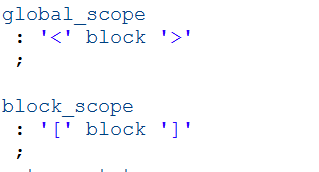 global_scope
: '<' block '>'
;
block_scope
: '[' block ']'
;